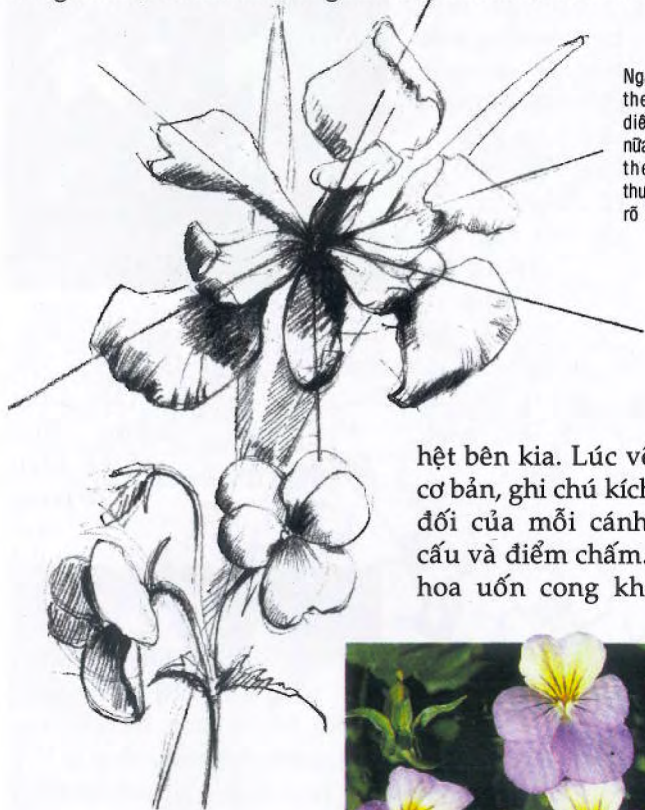 the
diê
nữa
the
thu
rõ
hệt bên kia. Lúc vẽ
cơ bản, ghi chú kích
đối của mỗi cánh
cấu và điểm chấm.
hoa uốn cong kh